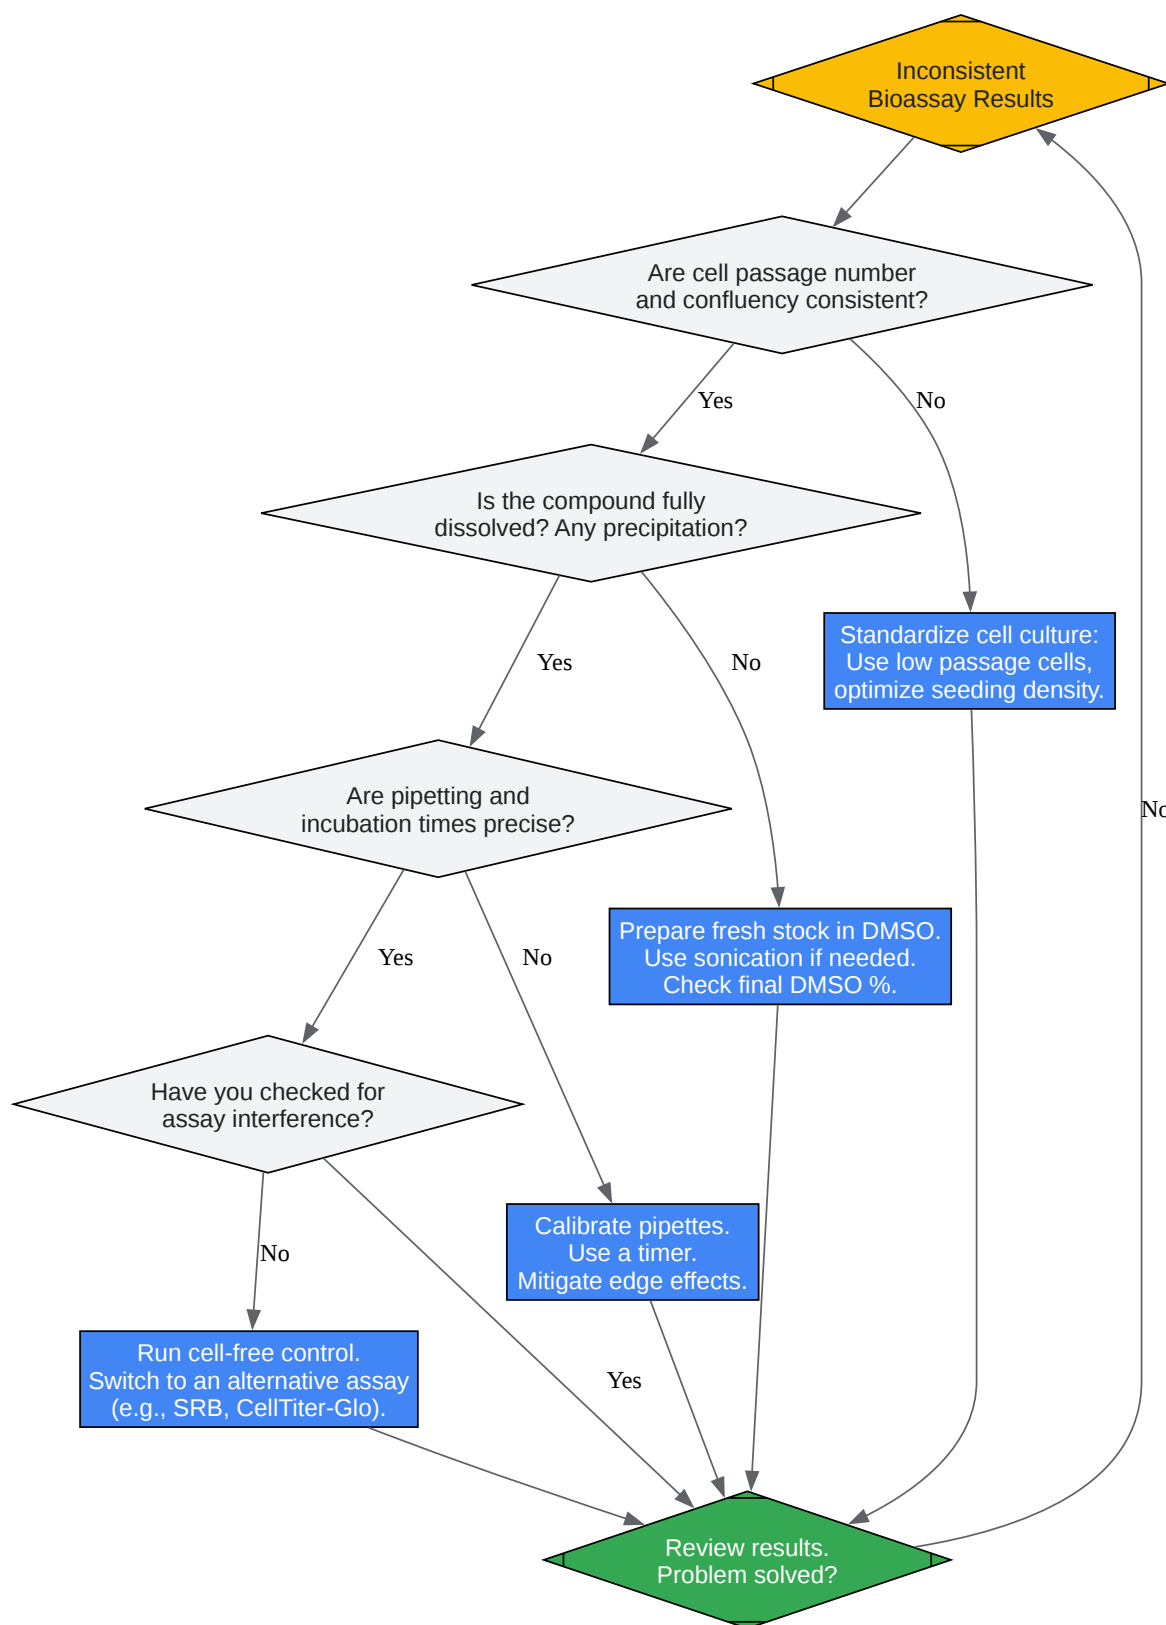 Inconsistent
Bioassay Results
Are cell passage number
and confluency consistent?
Yes
No
Is the compound fully
dissolved? Any precipitation?
Yes
No
Standardize cell culture:
Use low passage cells,
optimize seeding density.
Are pipetting and
incubation times precise?
No
Yes
No
Prepare fresh stock in DMSO.
Use sonication if needed.
Check final DMSO %.
Have you checked for
assay interference?
No
Calibrate pipettes.
Use a timer.
Mitigate edge effects.
Run cell-free control.
Switch to an alternative assay
(e.g., SRB, CellTiter-Glo).
Yes
Review results.
Problem solved?